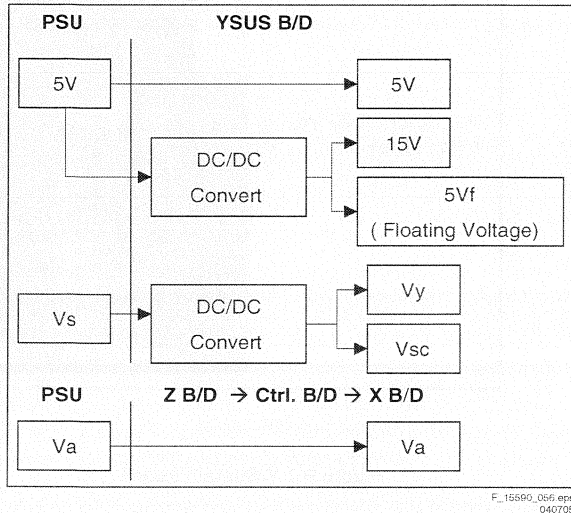 PSU YSUS B/D
5V 5V
15V
DC/DC
Convert
5Vf
( Floating Voltage)
Vs
DC/DC
Convert
Vy
Vsc
PSU Z B/D → Ctrl. B/D → X B/D
Va Va
F_15590_056.eps
040705